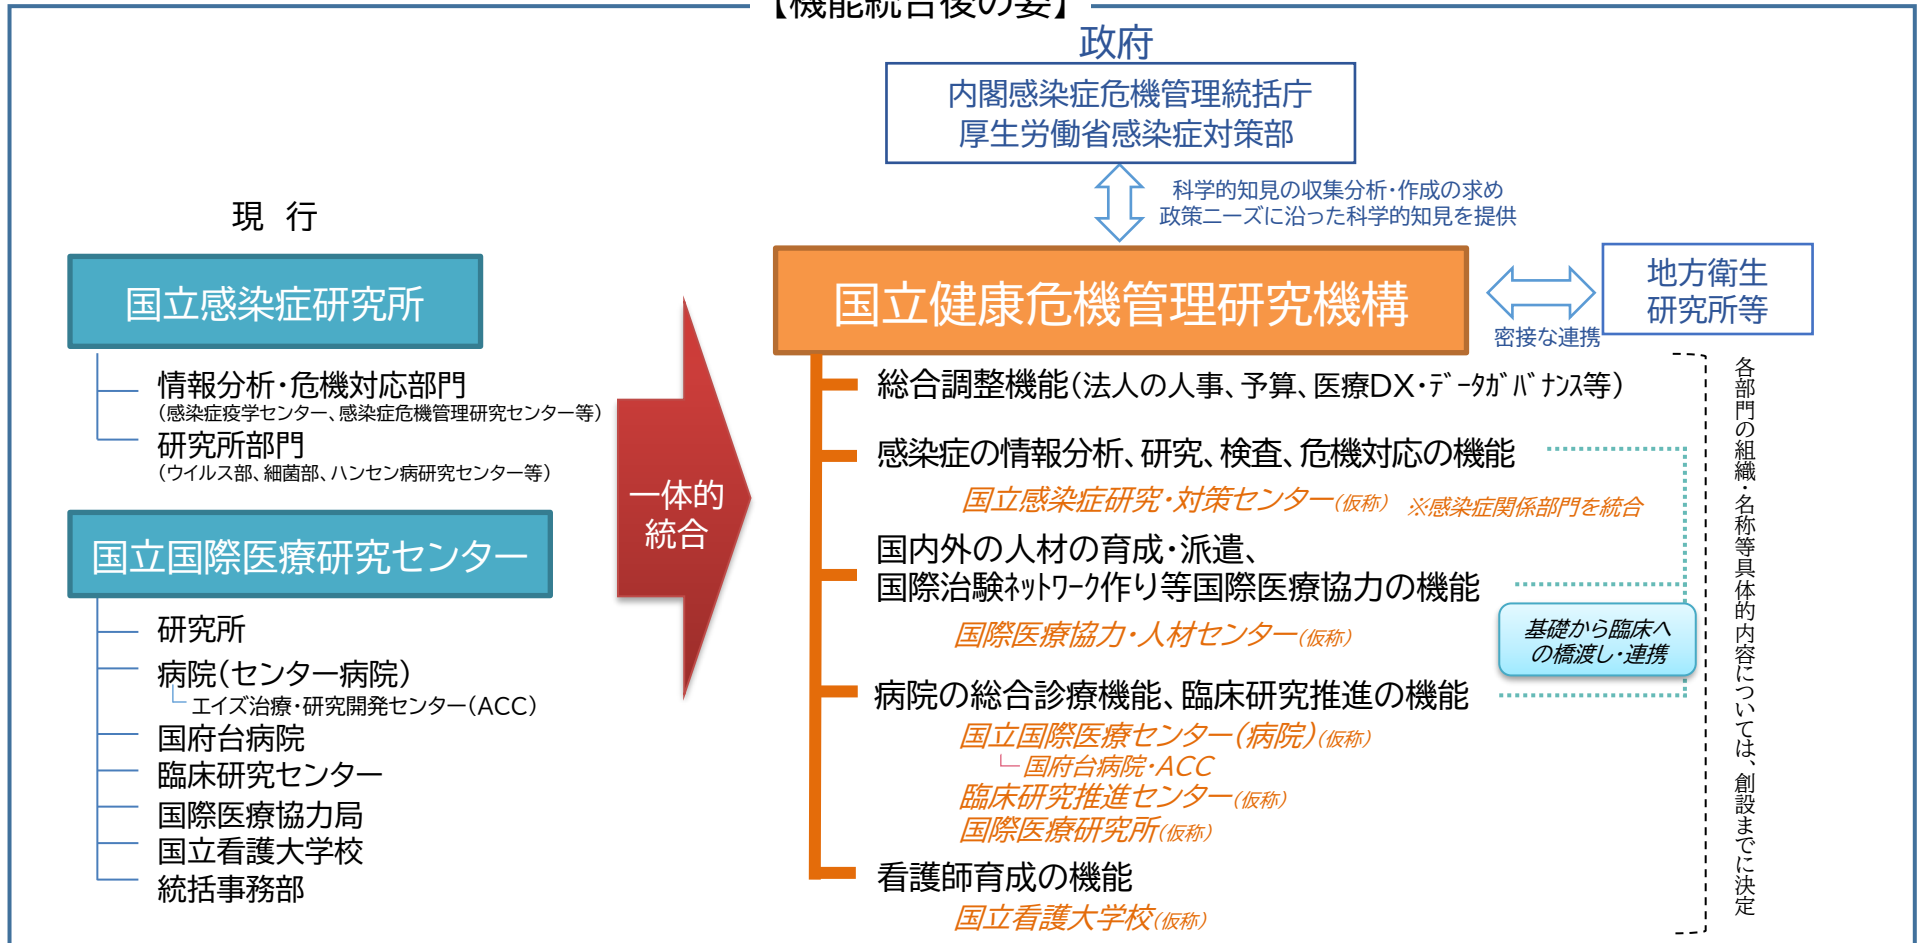 【機能統合後の姿】
政府
内閣感染症危機管理統括庁
厚生労働省感染症対策部
科学的知見の収集分析・作成の求め
政策ニーズに沿った科学的知見を提供
現 行
国立感染症研究所
情報分析・危機対応部門
(感染症疫学センター、感染症危機管理研究センター等)
研究所部門
(ウイルス部、細菌部、ハンセン病研究センター等)
国立国際医療研究センター
研究所
病院(センター病院)
エイズ治療・研究開発センター(ACC)
国府台病院
臨床研究センター
国際医療協力局
国立看護大学校
統括事務部
一体的
統合
国立健康危機管理研究機構
密接な連携
地方衛生
研究所等
総合調整機能(法人の人事、予算、医療DX・ﾃﾞｰﾀｶﾞﾊﾞﾅﾝｽ等)
感染症の情報分析、研究、検査、危機対応の機能
国立感染症研究・対策センター(仮称) ※感染症関係部門を統合
国内外の人材の育成・派遣、
国際治験ﾈｯﾄﾜｰｸ作り等国際医療協力の機能
国際医療協力・人材センター(仮称)
基礎から臨床へ
の橋渡し・連携
病院の総合診療機能、臨床研究推進の機能
国立国際医療センター(病院)(仮称)
国府台病院・ACC
臨床研究推進センター(仮称)
国際医療研究所(仮称)
看護師育成の機能
国立看護大学校(仮称)
各部門の組織・名称等具体的内容については、創設までに決定